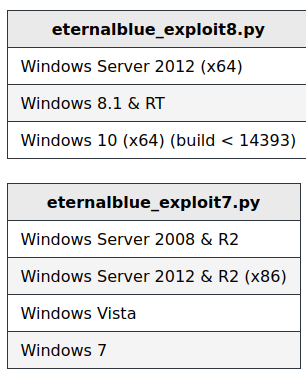 eternalblue_exploit8.py
Windows Server 2012 (x64)
Windows 8.1 & RT
Windows 10 (x64) (build < 14393)
eternalblue_exploit7.py
Windows Server 2008 & R2
Windows Server 2012 & R2 (x86)
Windows Vista
Windows 7